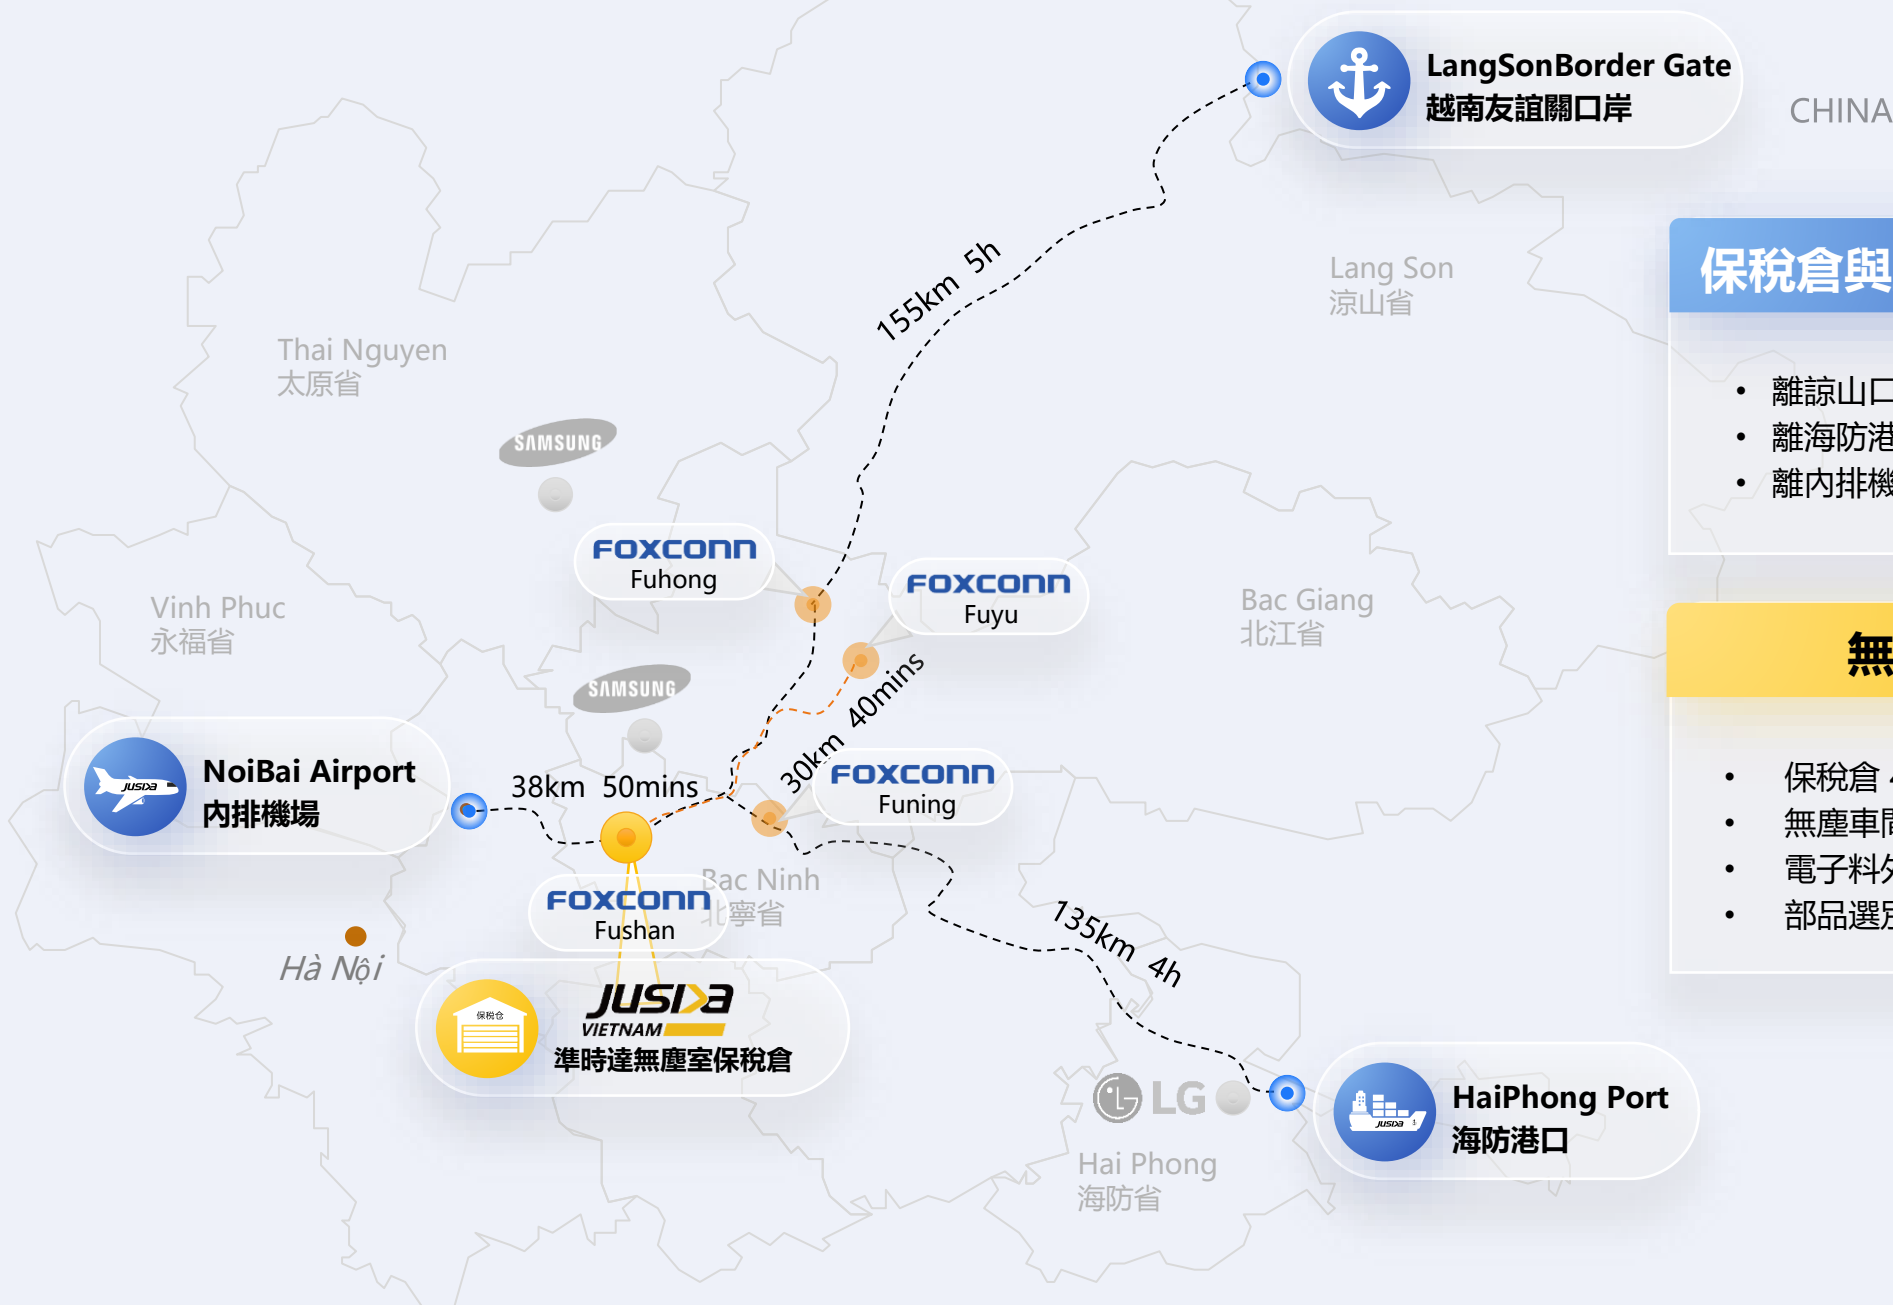 LangSonBorder Gate
越南友誼關口岸
CHINA
保稅倉與
155km 5h
Lang Son
涼山省
Thai Nguyen
太原省
離諒山口
離海防港
離內排機
SAMSUNG
FOXCONN
Fuhong
FOXCONN
Fuyu
Vinh Phuc
永福省
Bac Giang
北江省
無
SAMSUNG
30km 40mins
NoiBai Airport
內排機場
JUSDA
38km 50mins
FOXCONN
Funing
保稅倉
無塵車間
電子料外
部品選別
Bac Ninh
北寧省
FOXCONN
Fushan
Hà Nội
135km 4h
保税仓
JUSDA
VIETNAM
準時達無塵室保稅倉
LG
HaiPhong Port
海防港口
JUSDA
Hai Phong
海防省